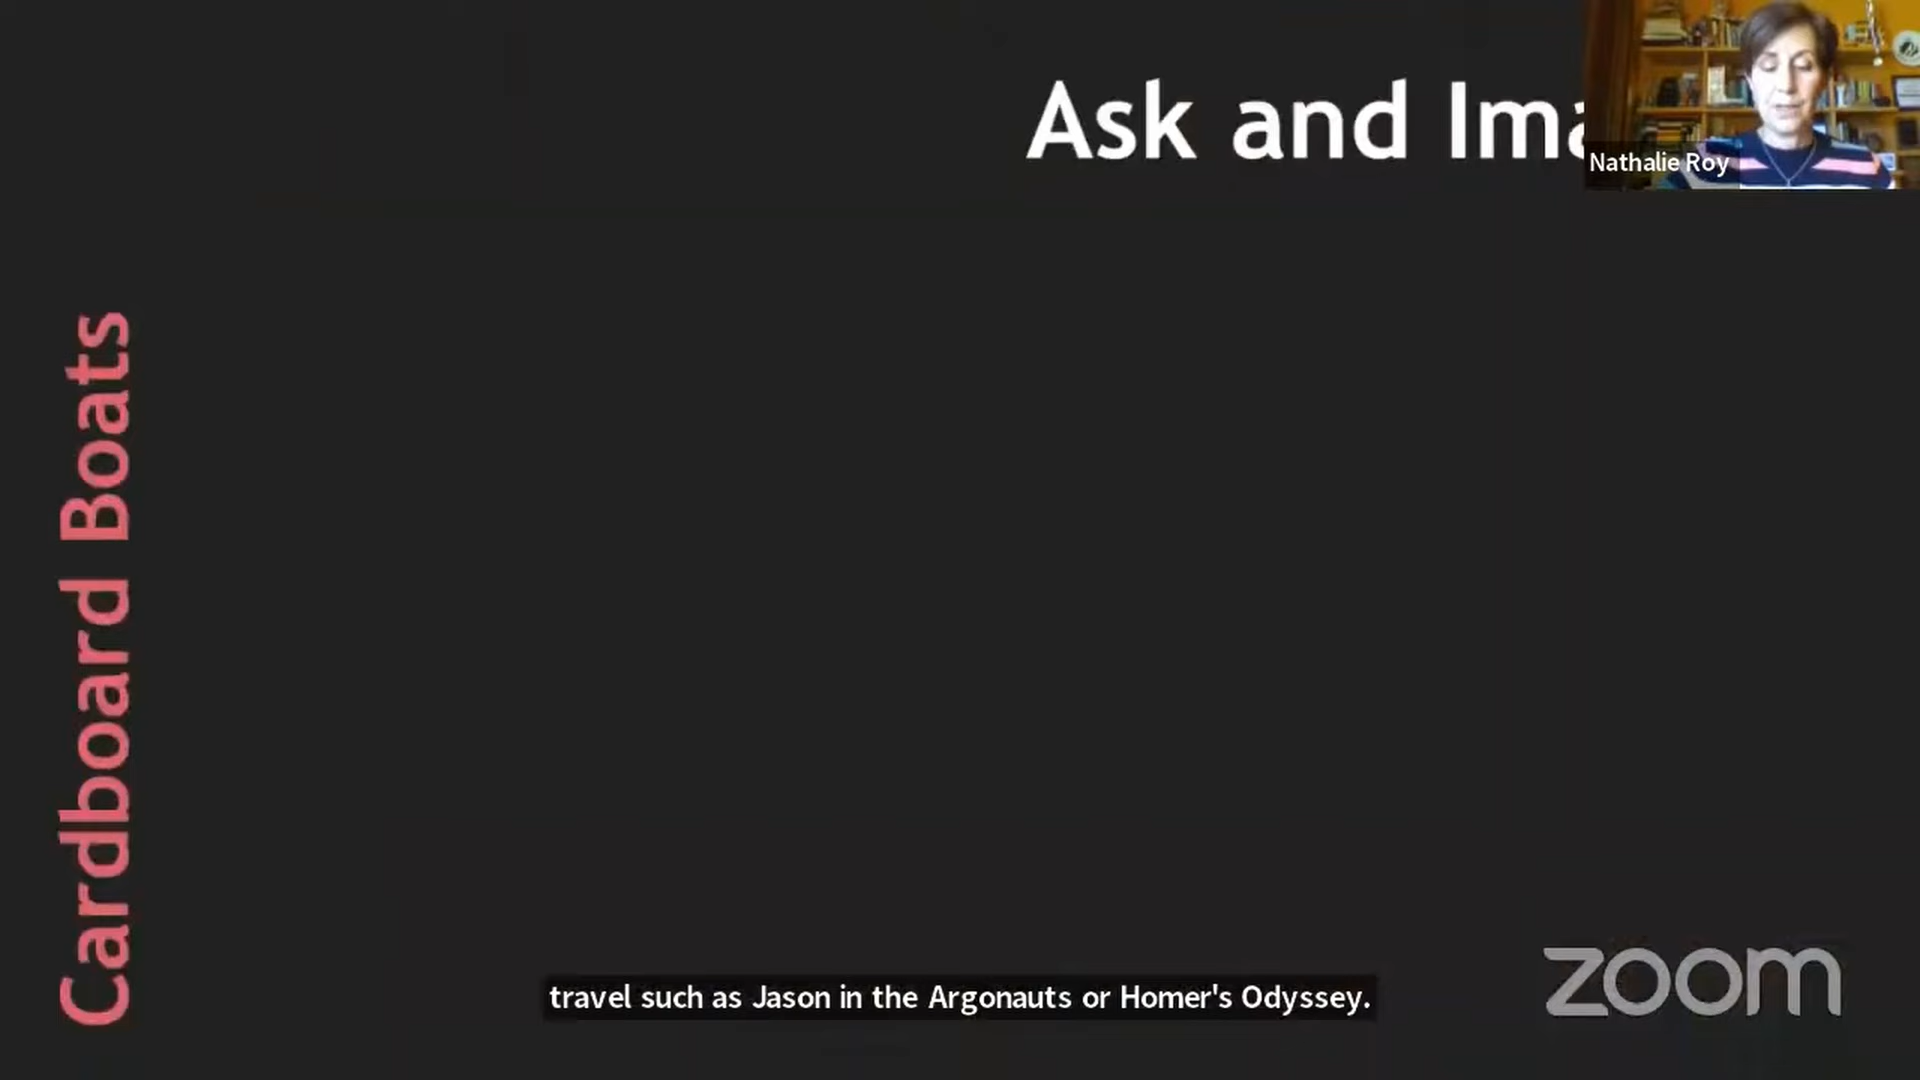 Ask and Ima
Nathalie Roy
Cardboard Boats
travel such as Jason in the Argonauts or Homer's Odyssey.
zoom